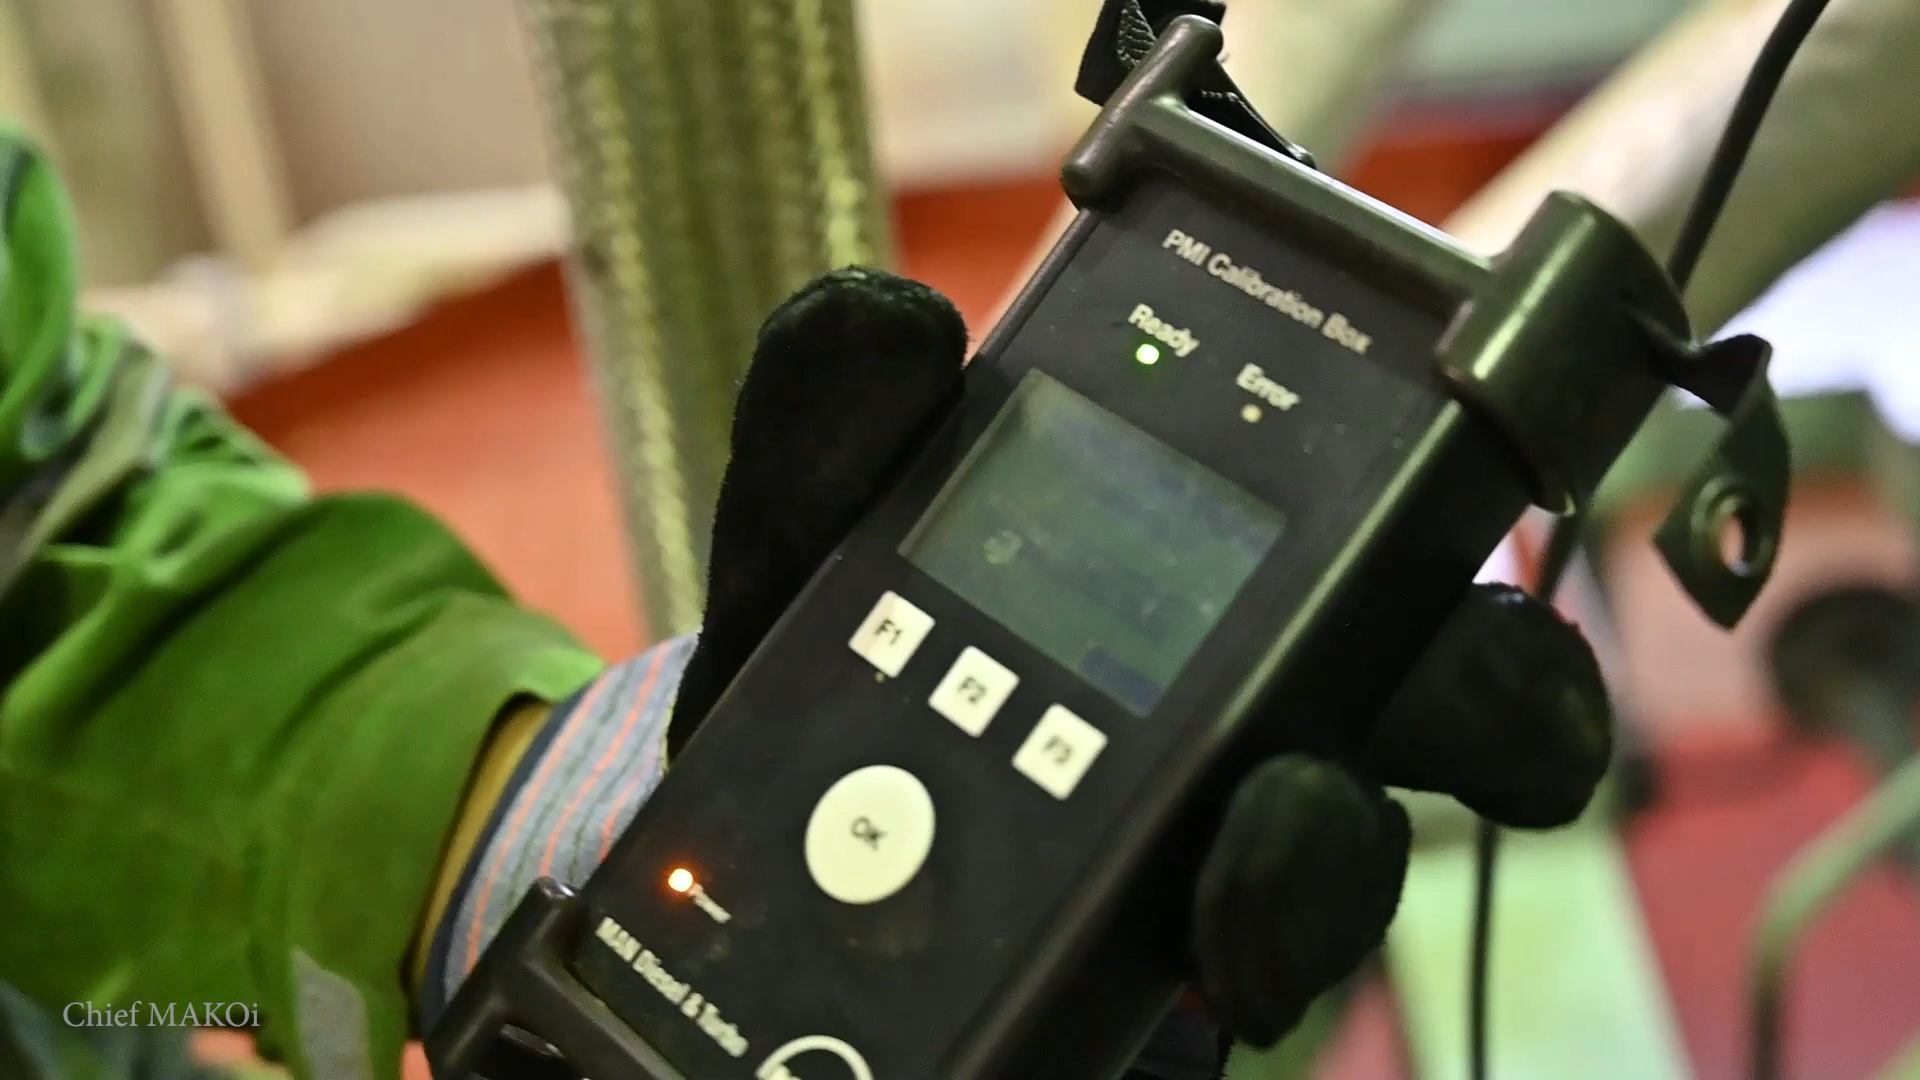 PMI Calibration Box
Ready
Error
F1
F2
F3
OK
Power
MAN Diesel & Turbo
Chief MAKOi